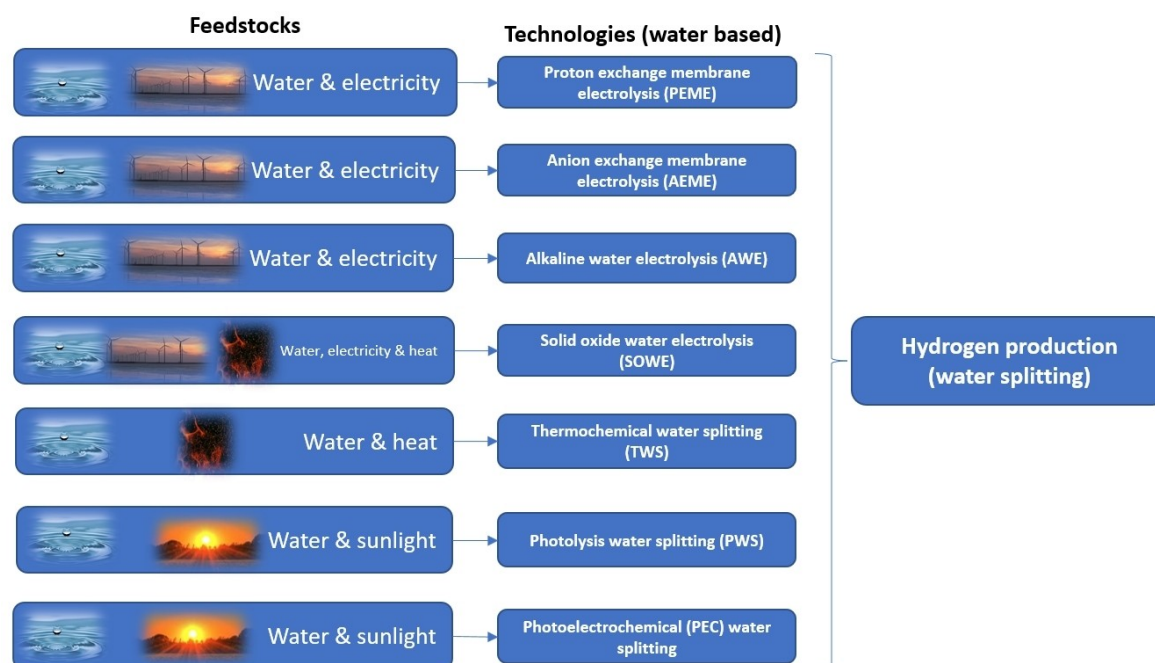 Feedstocks
Technologies (water based)
Water & electricity
Proton exchange membrane
electrolysis (PEME)
Water & electricity
Anion exchange membrane
electrolysis (AEME)
Water & electricity
Alkaline water electrolysis (AWE)
Water, electricity & heat
Solid oxide water electrolysis
(SOWE)
Water & heat
Thermochemical water splitting
(TWS)
Water & sunlight
Photolysis water splitting (PWS)
Water & sunlight
Photoelectrochemical (PEC) water
splitting
Hydrogen production
(water splitting)